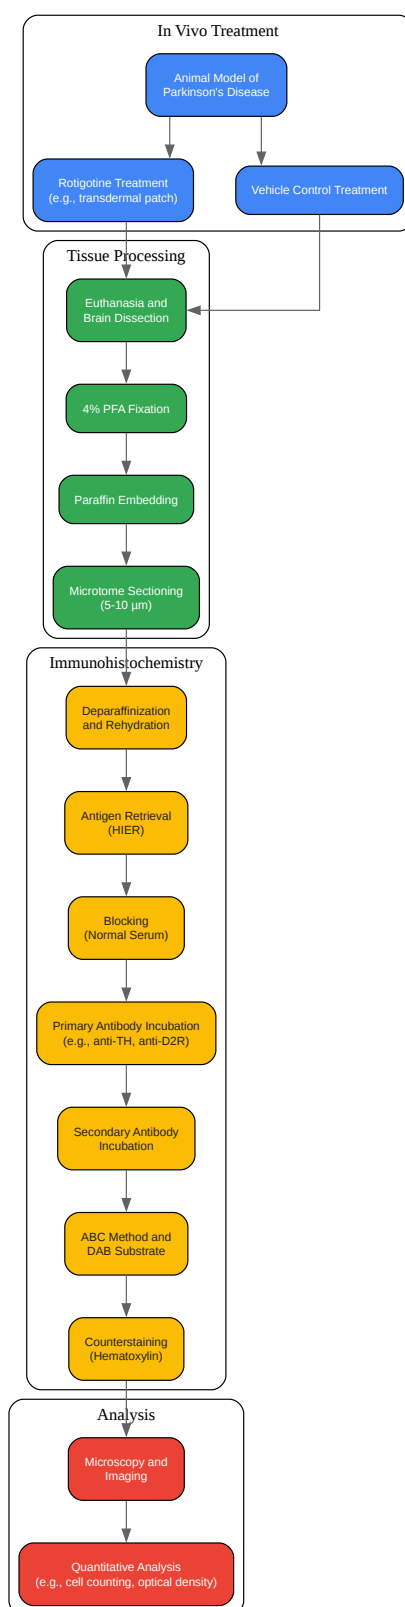 In Vivo Treatment
Animal Model of
Parkinson's Disease
Rotigotine Treatment
(e.g., transdermal patch)
Vehicle Control Treatment
Tissue Processing
Euthanasia and
Brain Dissection
4% PFA Fixation
Paraffin Embedding
Microtome Sectioning
(5-10 µm)
Immunohistochemistry
Deparaffinization
and Rehydration
Antigen Retrieval
(HIER)
Blocking
(Normal Serum)
Primary Antibody Incubation
(e.g., anti-TH, anti-D2R)
Secondary Antibody
Incubation
ABC Method and
DAB Substrate
Counterstaining
(Hematoxylin)
Analysis
Microscopy and
Imaging
Quantitative Analysis
(e.g., cell counting, optical density)